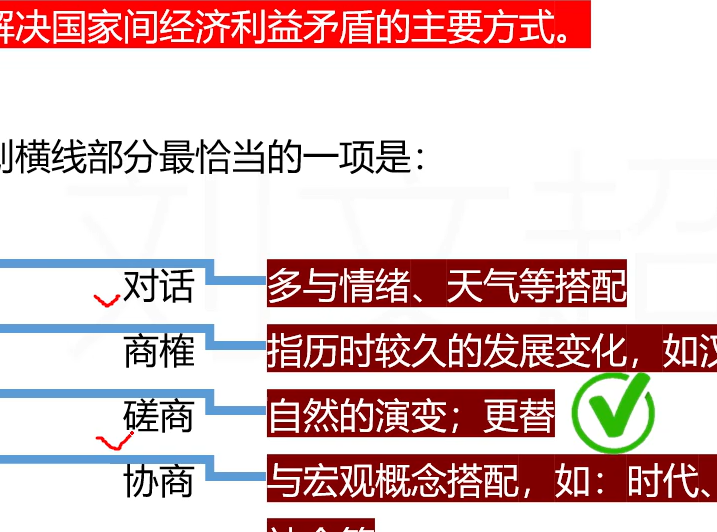 解决国家间经济利益矛盾的主要方式。
划横线部分最恰当的一项是：
对话 多与情绪、天气等搭配
商榷 指历时较久的发展变化，如汉
磋商 自然的演变；更替
协商 与宏观概念搭配，如：时代、